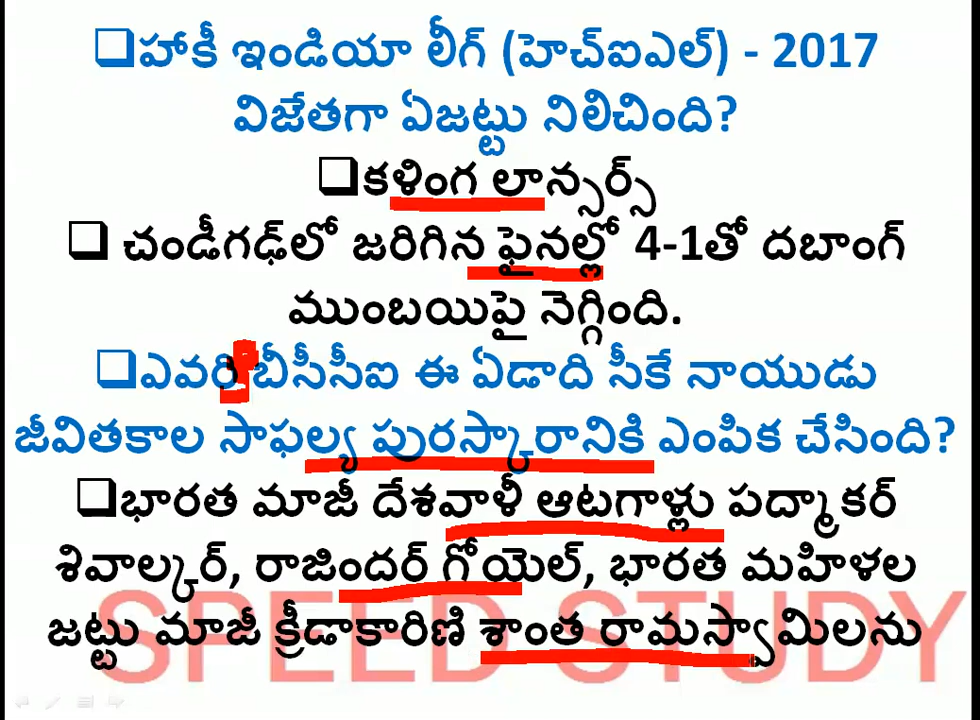 ❑హాకీ ఇండియా లీగ్ (హెచ్ఐఎల్) - 2017
విజేతగా ఏజట్టు నిలిచింది?
❑కళింగ లాన్సర్స్
❑ చండీగఢ్‌లో జరిగిన ఫైనల్లో 4-1తో దబాంగ్
ముంబయిపై నెగ్గింది.
❑ఎవరి బీసీసీఐ ఈ ఏడాది సీకే నాయుడు
జీవితకాల సాఫల్య పురస్కారానికి ఎంపిక చేసింది?
❑భారత మాజీ దేశవాళీ ఆటగాళ్లు పద్మాకర్
శివాల్కర్, రాజిందర్ గోయెల్, భారత మహిళల
జట్టు మాజీ క్రీడాకారిణి శాంత రామస్వామిలను
SPEED STUDY